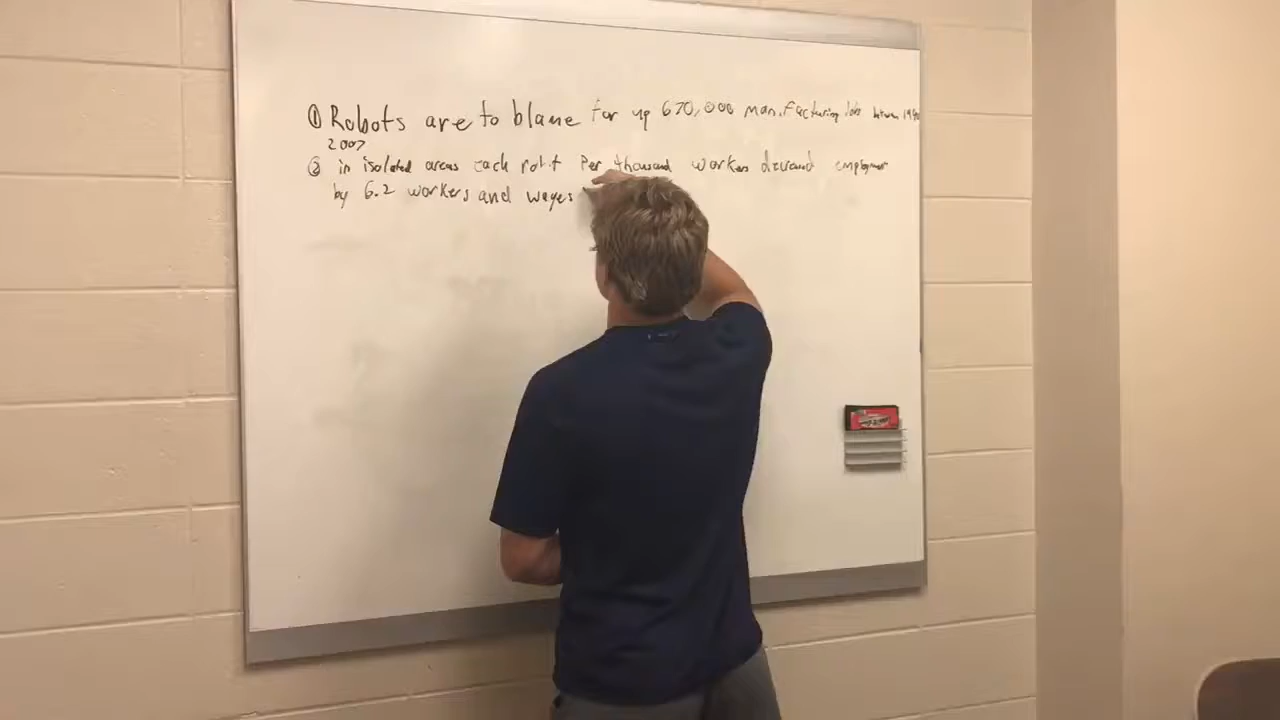 ① Robots are to blame for up 670,000 manufacturing jobs between 1990
2007
② in isolated areas each robot per thousand workers decreased employment
by 6.2 workers and wages